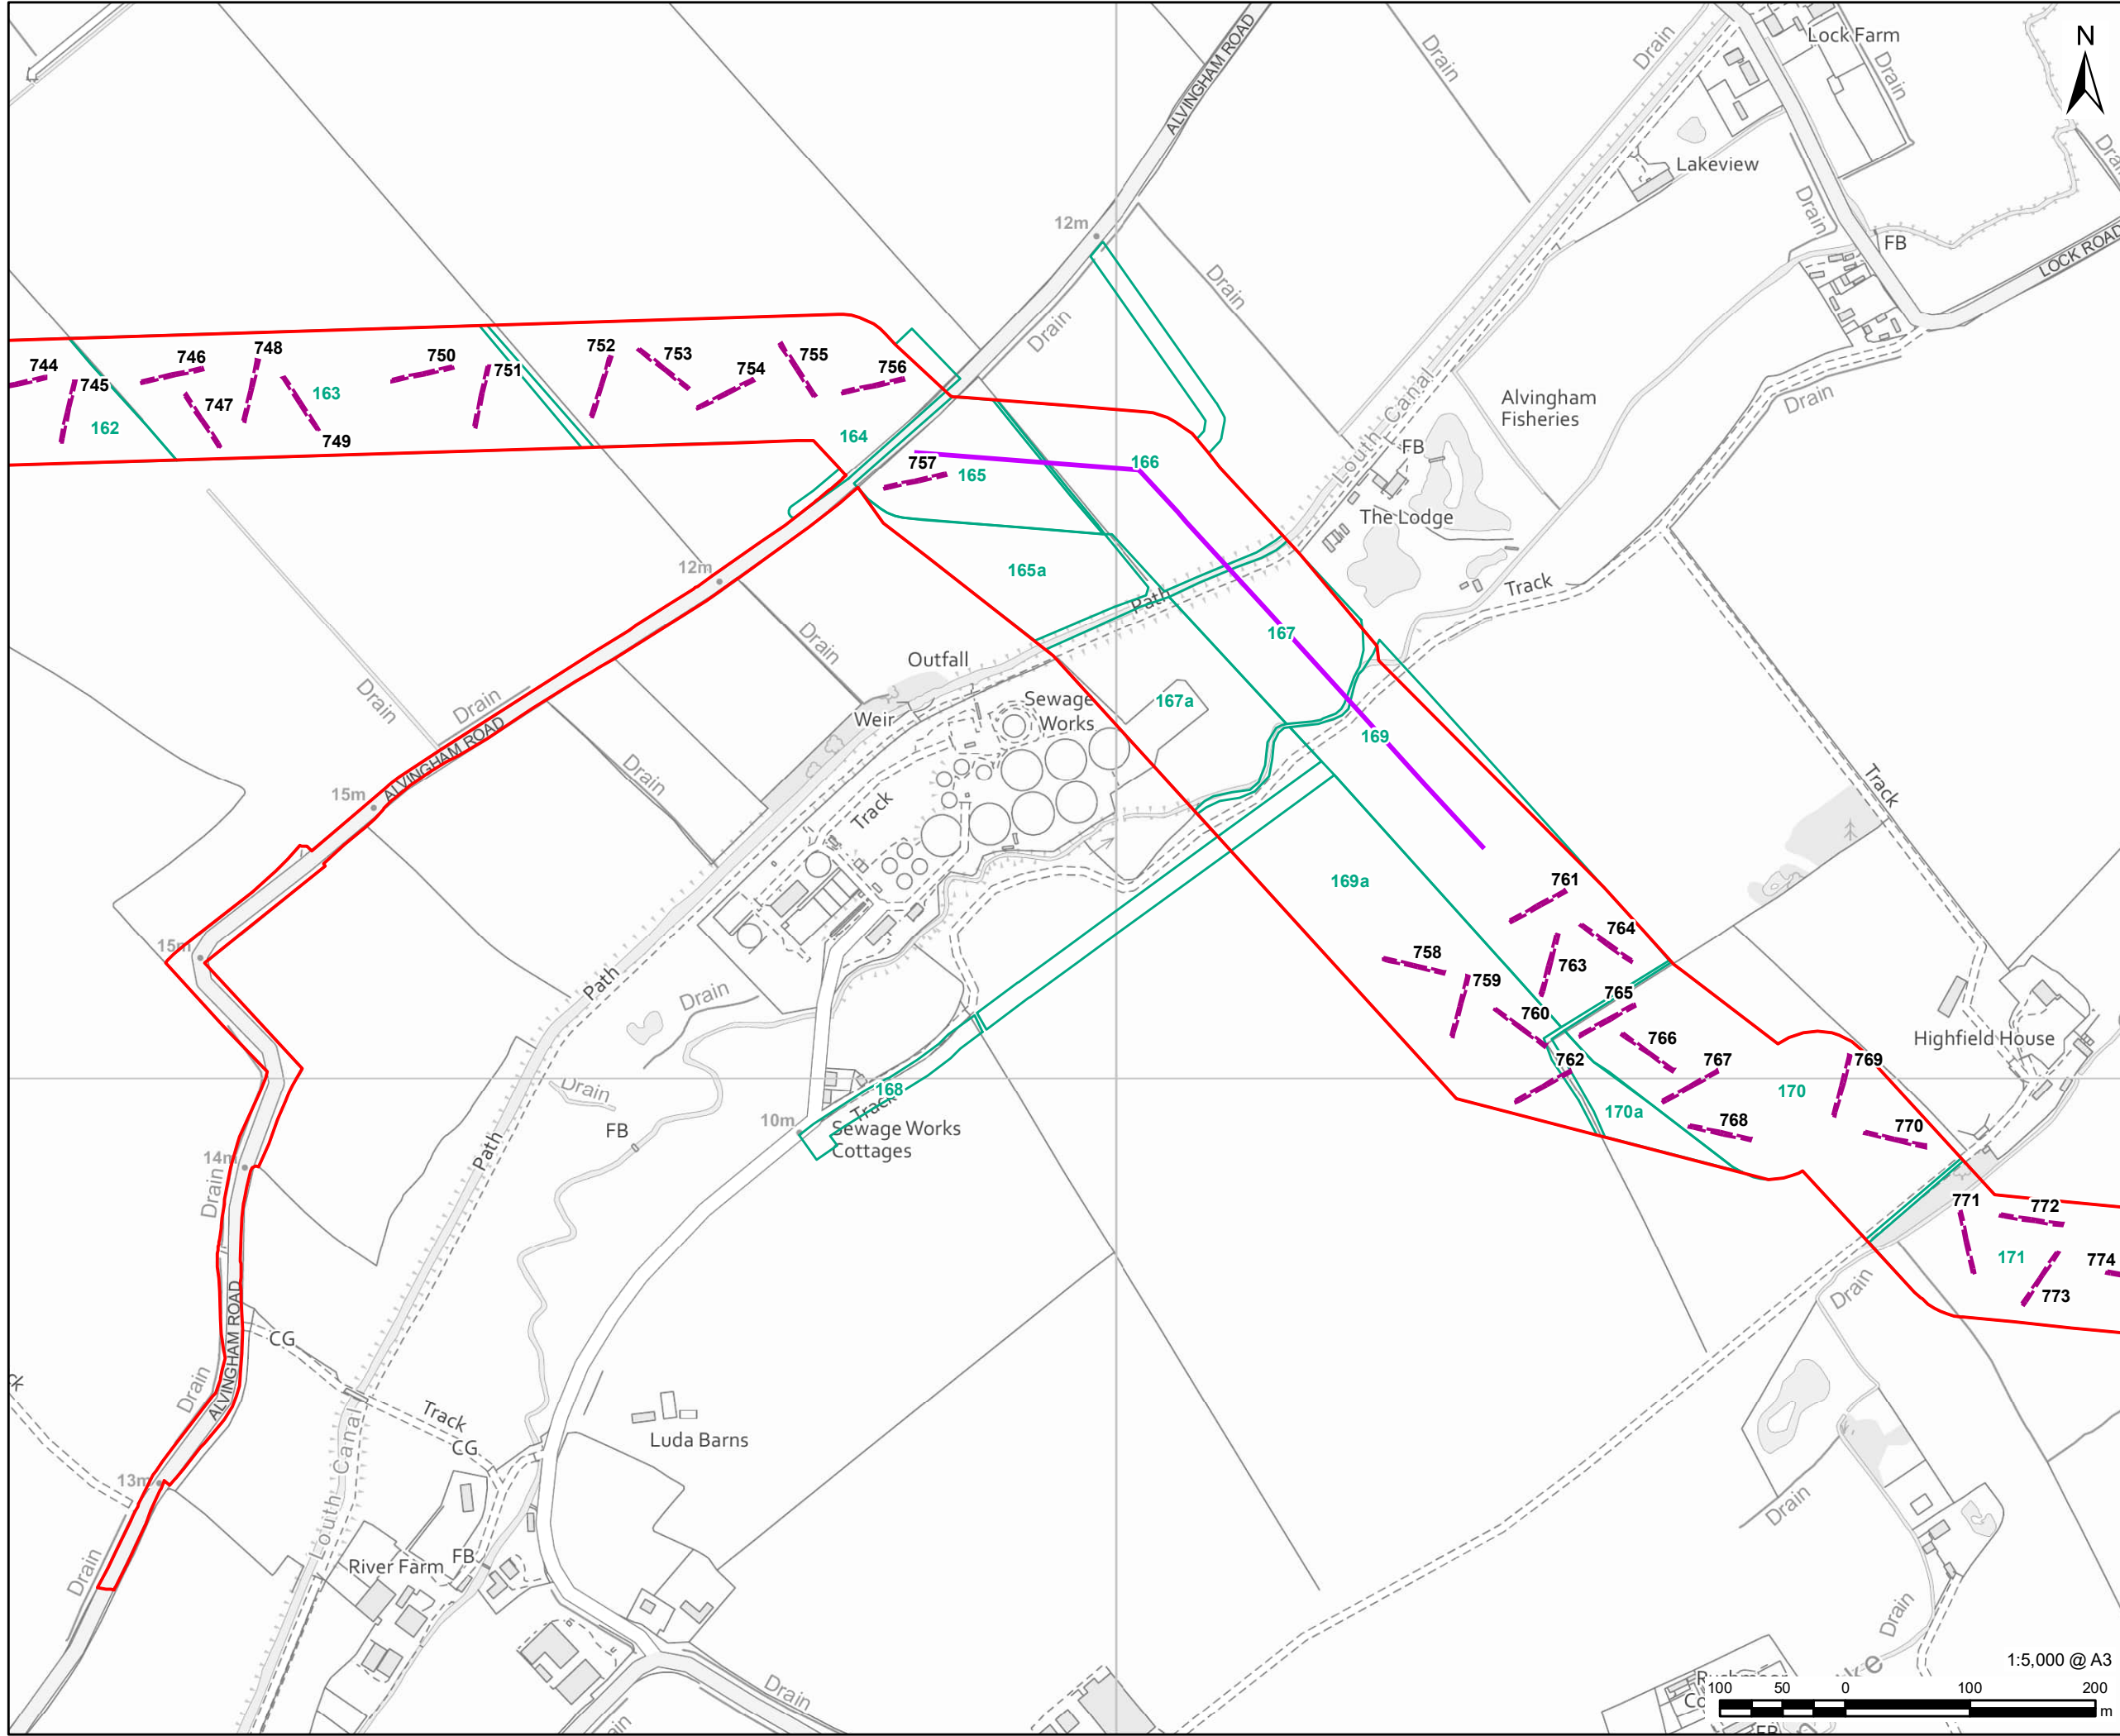 N
Lock Farm
Drain
Drain
Drain
ALVINGHAM ROAD
Lakeview
Drain
FB
LOCK ROAD
12m
Drain
Drain
744
745
746
747
748
749
750
751
752
753
754
755
756
162
163
164
Drain
Alvingham
Fisheries
Louth Canal
FB
The Lodge
757
165
166
165a
12m
Path
Track
167
Drain
Outfall
Weir
Sewage
Works
167a
169
Drain
Drain
ALVINGHAM ROAD
15m
Drain
Track
Track
169a
761
764
758
759
763
760
765
766
762
767
769
15m
Path
Drain
Highfield House
168
Track
10m
Sewage Works
Cottages
Drain
FB
Path
170
170a
768
770
14m
Drain
771
772
171
774
773
Drain
CG
ALVINGHAM ROAD
Drain
Track
CG
Louth Canal
Luda Barns
13m
Drain
River Farm
FB
Drain
Drain
Drain
1:5,000 @ A3
100 50 0 100 200
m